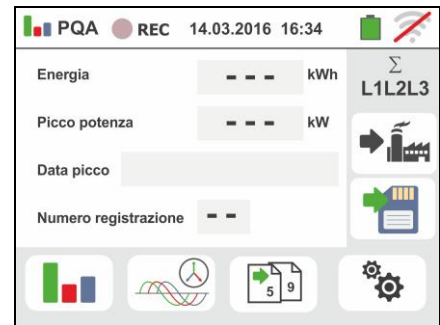 PQA REC 14.03.2016 16:34
Energia - - - kWh
Σ
L1L2L3
Picco potenza - - - kW
Data picco
Numero registrazione - -
5 9